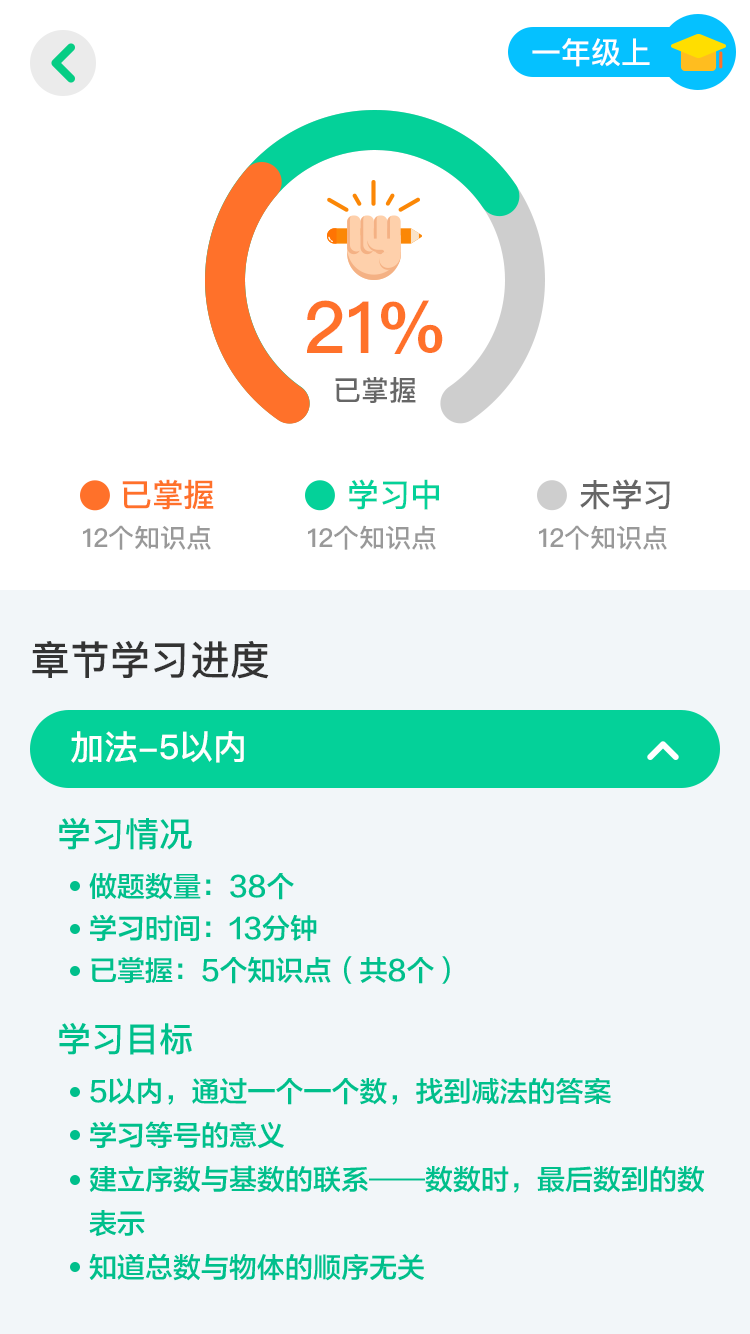 一年级上
21%
已掌握
已掌握 学习中 未学习
12个知识点 12个知识点 12个知识点
章节学习进度
加法–5以内
学习情况
• 做题数量：38个
• 学习时间：13分钟
• 已掌握：5个知识点（共8个）
学习目标
• 5以内，通过一个一个数，找到减法的答案
• 学习等号的意义
• 建立序数与基数的联系——数数时，最后数到的数
表示
• 知道总数与物体的顺序无关